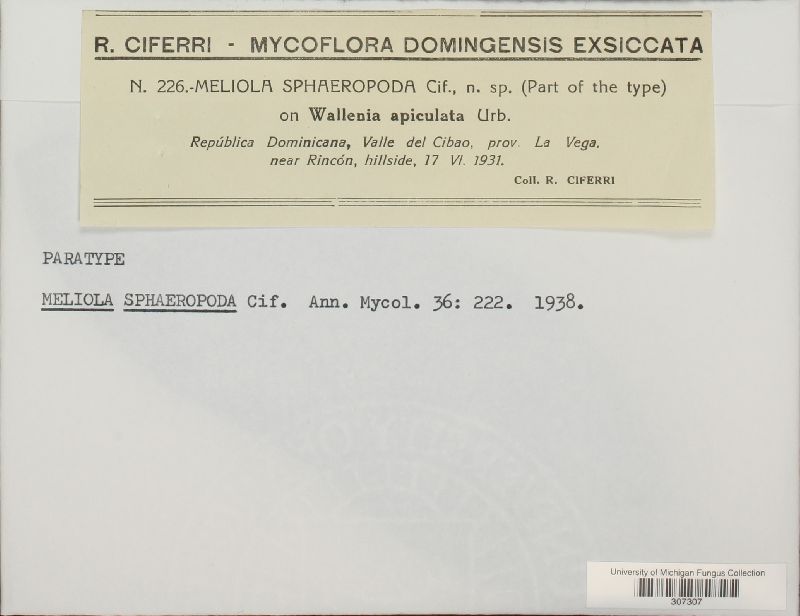 R. CIFERRI - MYCOFLORA DOMINGENSIS EXSICCATA
N. 226.-MELIOLA SPHAEROPODA Cif., n. sp. (Part of the type)
on Wallenia apiculata Urb.
República Dominicana, Valle del Cibao, prov. La Vega,
near Rincón, hillside, 17 VI. 1931.
Coll. R. CIFERRI
PARATYPE
MELIOLA SPHAEROPODA Cif. Ann. Mycol. 36: 222. 1938.
University of Michigan Fungus Collection
307307